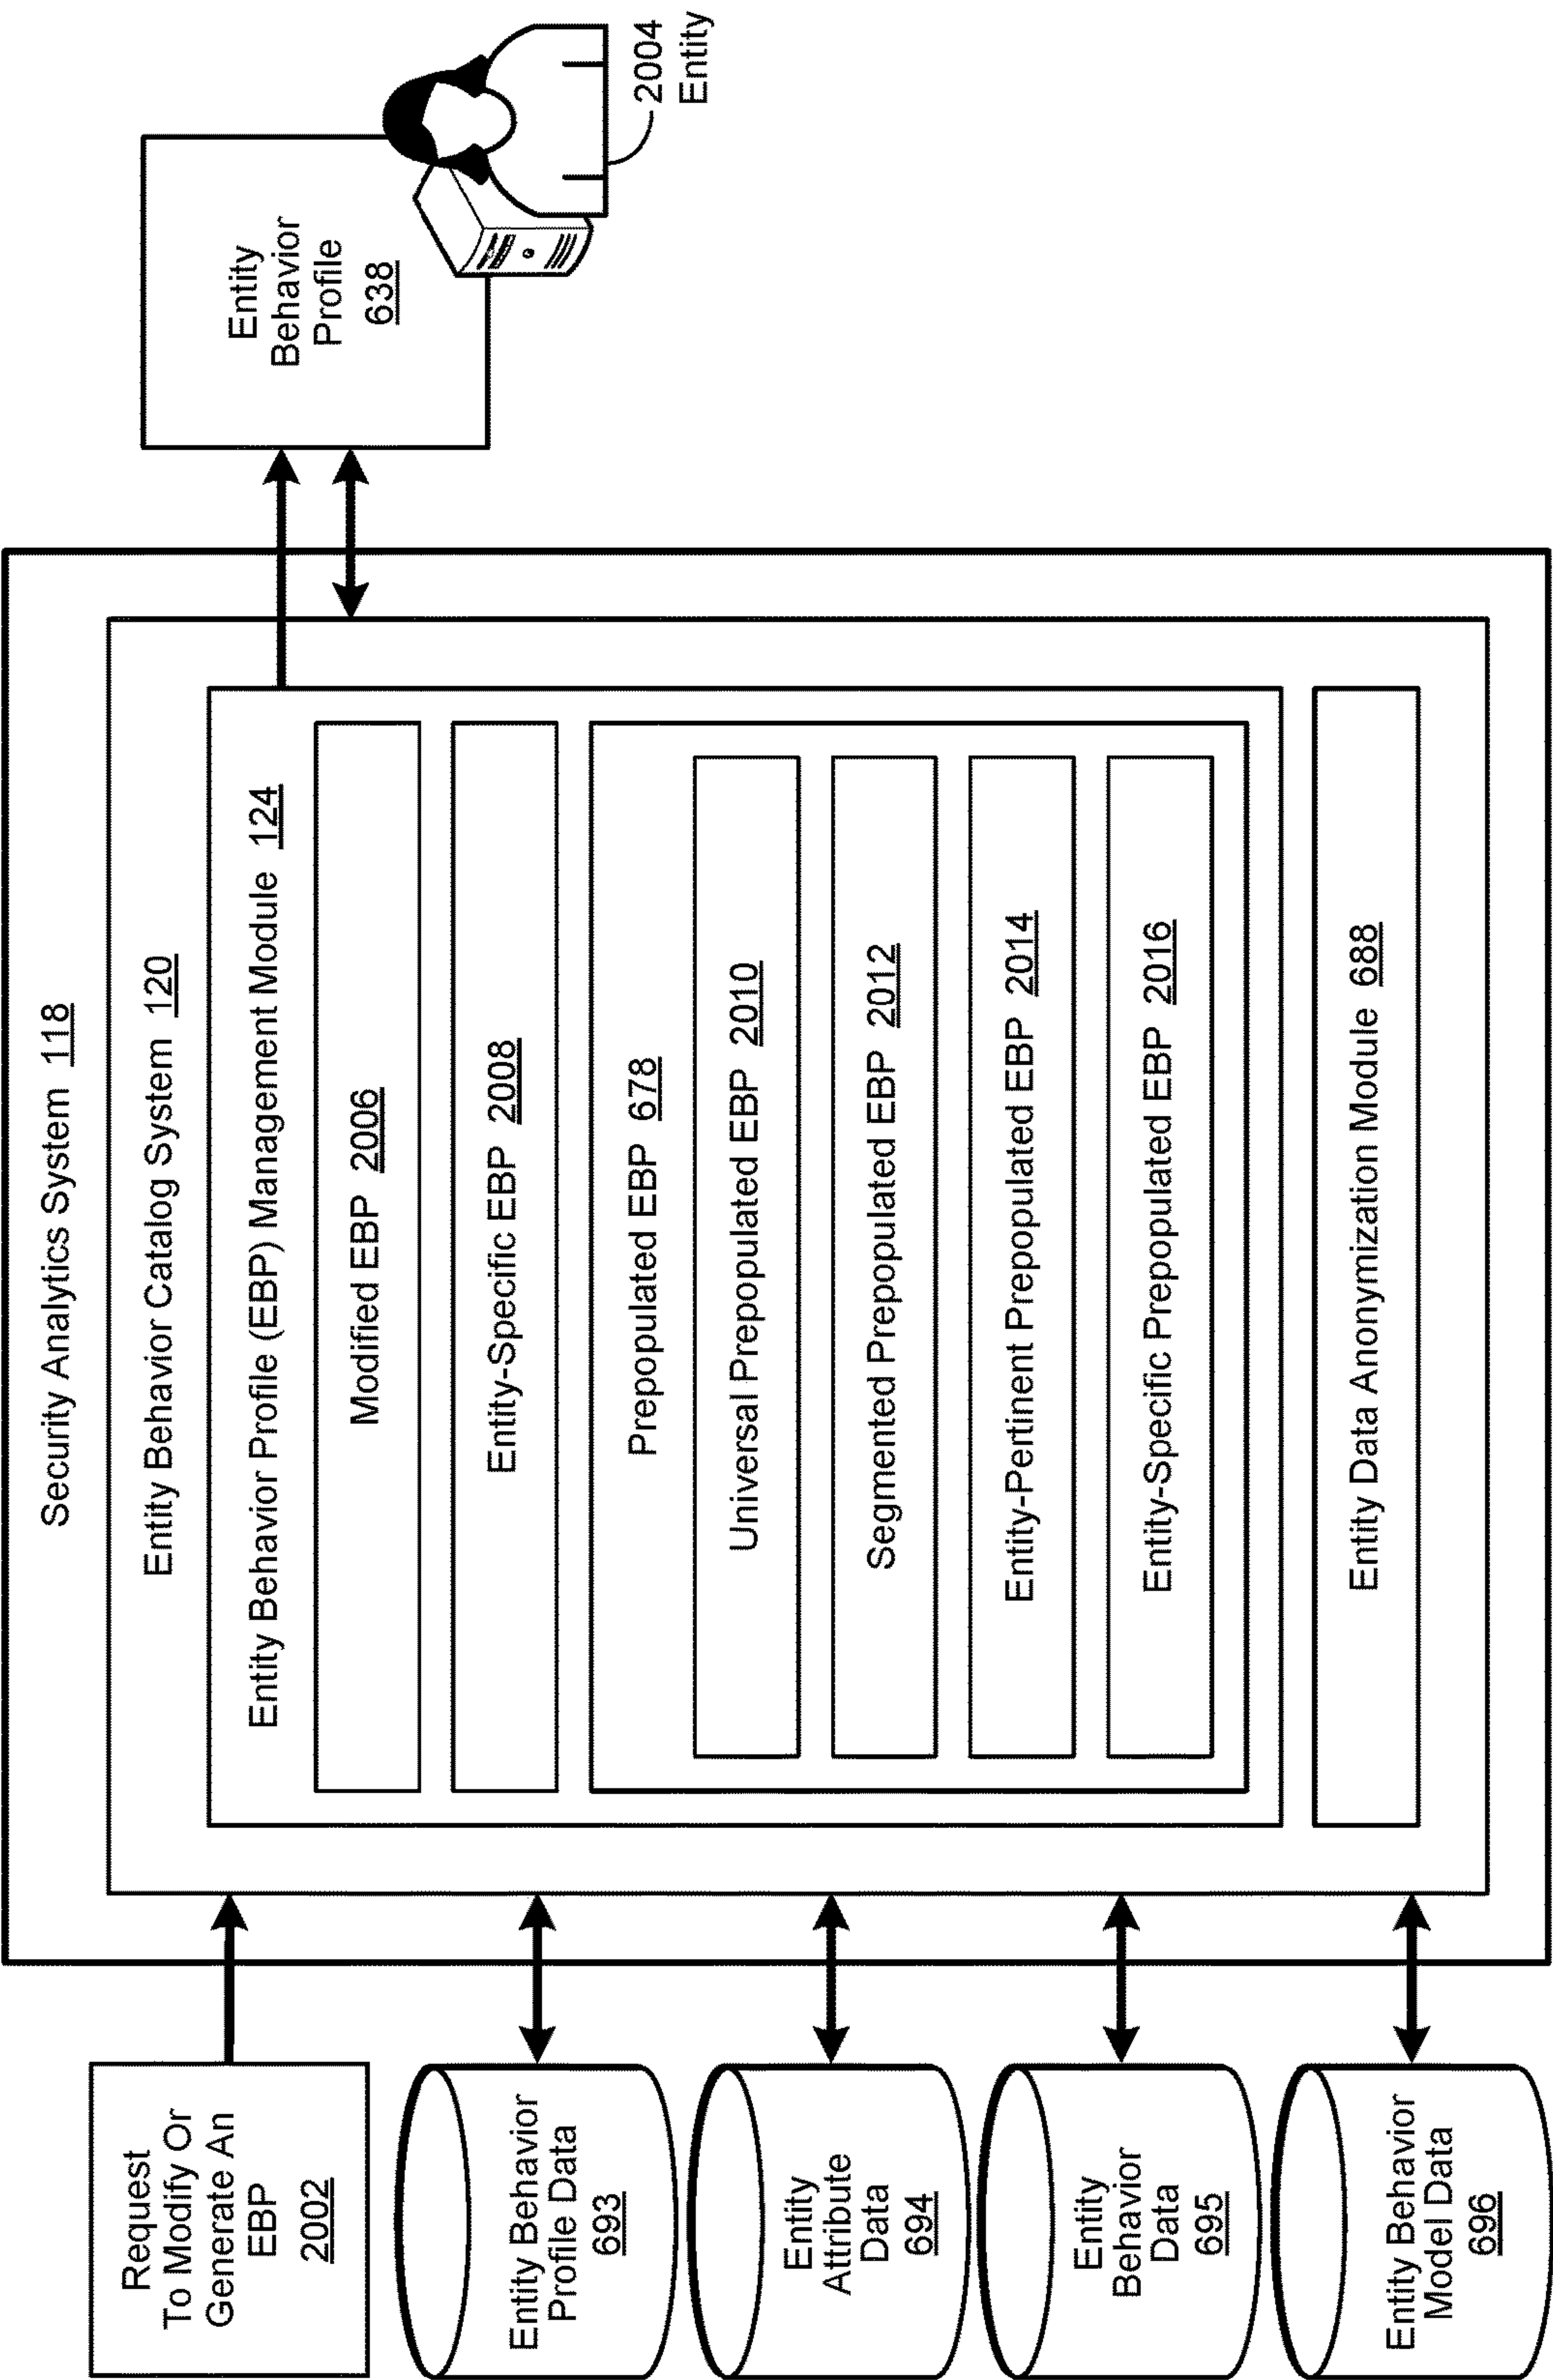 Request
To Modify Or
Generate An
EBP
2002
Entity Behavior
Profile Data
693
Entity
Attribute
Data
694
Entity
Behavior
Data
695
Entity Behavior
Model Data
696
Security Analytics System 118
Entity Behavior Catalog System 120
Entity Behavior Profile (EBP) Management Module 124
Modified EBP 2006
Entity-Specific EBP 2008
Prepopulated EBP 678
Universal Prepopulated EBP 2010
Segmented Prepopulated EBP 2012
Entity-Pertinent Prepopulated EBP 2014
Entity-Specific Prepopulated EBP 2016
Entity Data Anonymization Module 688
Entity
Behavior
Profile
638
2004
Entity